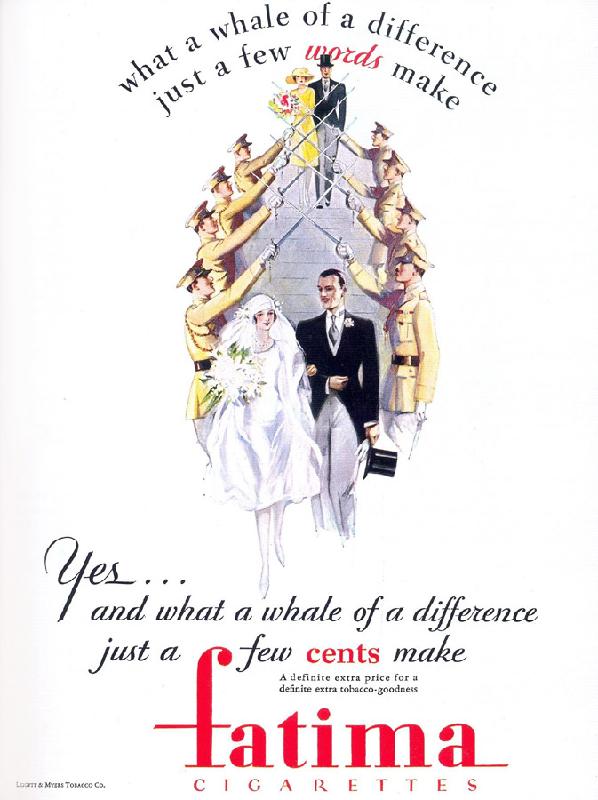 what a whale of a difference
just a few words make
Yes...
and what a whale of a difference
just a few cents make
A definite extra price for a
definite extra tobacco-goodness
fatima
CIGARETTES
LIGGETT & MYERS TOBACCO CO.